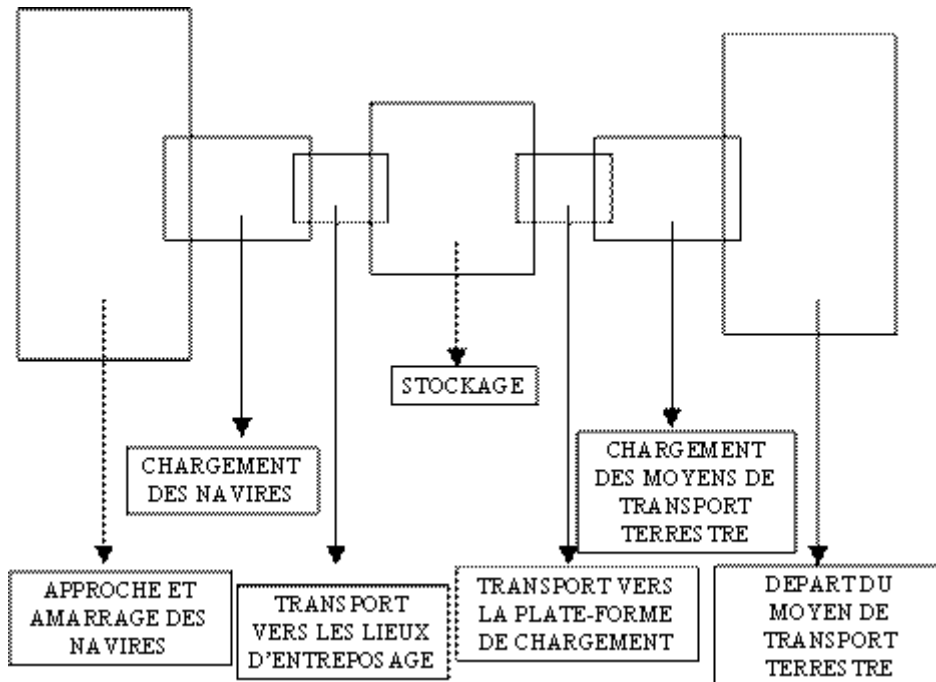 STOCKAGE
CHARGEMENT
DES NAVIRES
CHARGEMENT
DES MOYENS DE
TRANSPORT
TERRESTRE
APPROCHE ET
AMARRAGE DES
NAVIRES
TRANSPORT
VERS LES LIEUX
D'ENTREPOSAGE
TRANSPORT VERS
LA PLATE-FORME
DE CHARGEMENT
DEPART DU
MOYEN DE
TRANSPORT
TERRESTRE